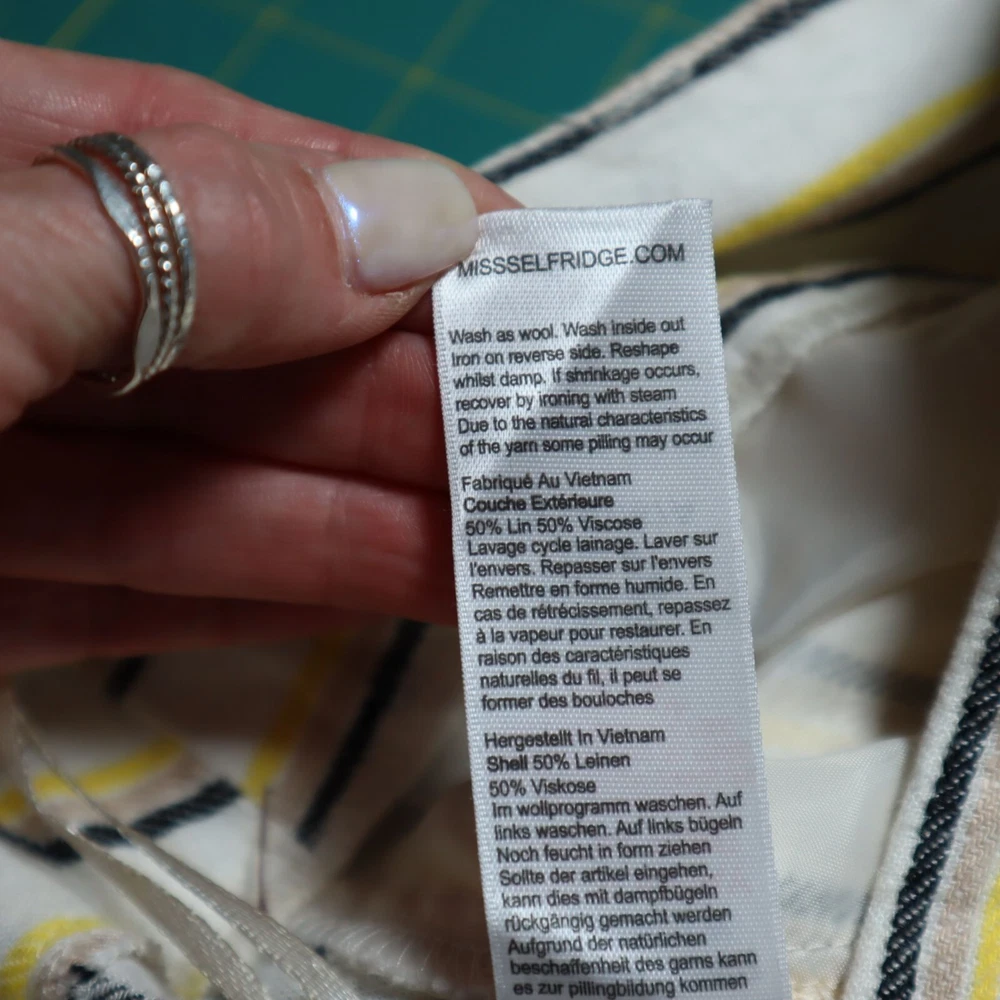 MISSSELFRIDGE.COM
Wash as wool. Wash inside out
Iron on reverse side. Reshape
whilst damp. If shrinkage occurs,
recover by ironing with steam
Due to the natural characteristics
of the yarn some pilling may occur
Fabriqué Au Vietnam
Couche Extérieure
50% Lin 50% Viscose
Lavage cycle lainage. Laver sur
l'envers. Repasser sur l'envers
Remettre en forme humide. En
cas de rétrécissement, repassez
à la vapeur pour restaurer. En
raison des caractéristiques
naturelles du fil, il peut se
former des bouloches
Hergestellt In Vietnam
Shell 50% Leinen
50% Viskose
Im wollprogramm waschen. Auf
links waschen. Auf links bügeln
Noch feucht in form ziehen
Sollte der artikel eingehen,
kann dies mit dampfbügeln
rückgängig gemacht werden
Aufgrund der natürlichen
beschaffenheit des garns kann
es zur pillingbildung kommen